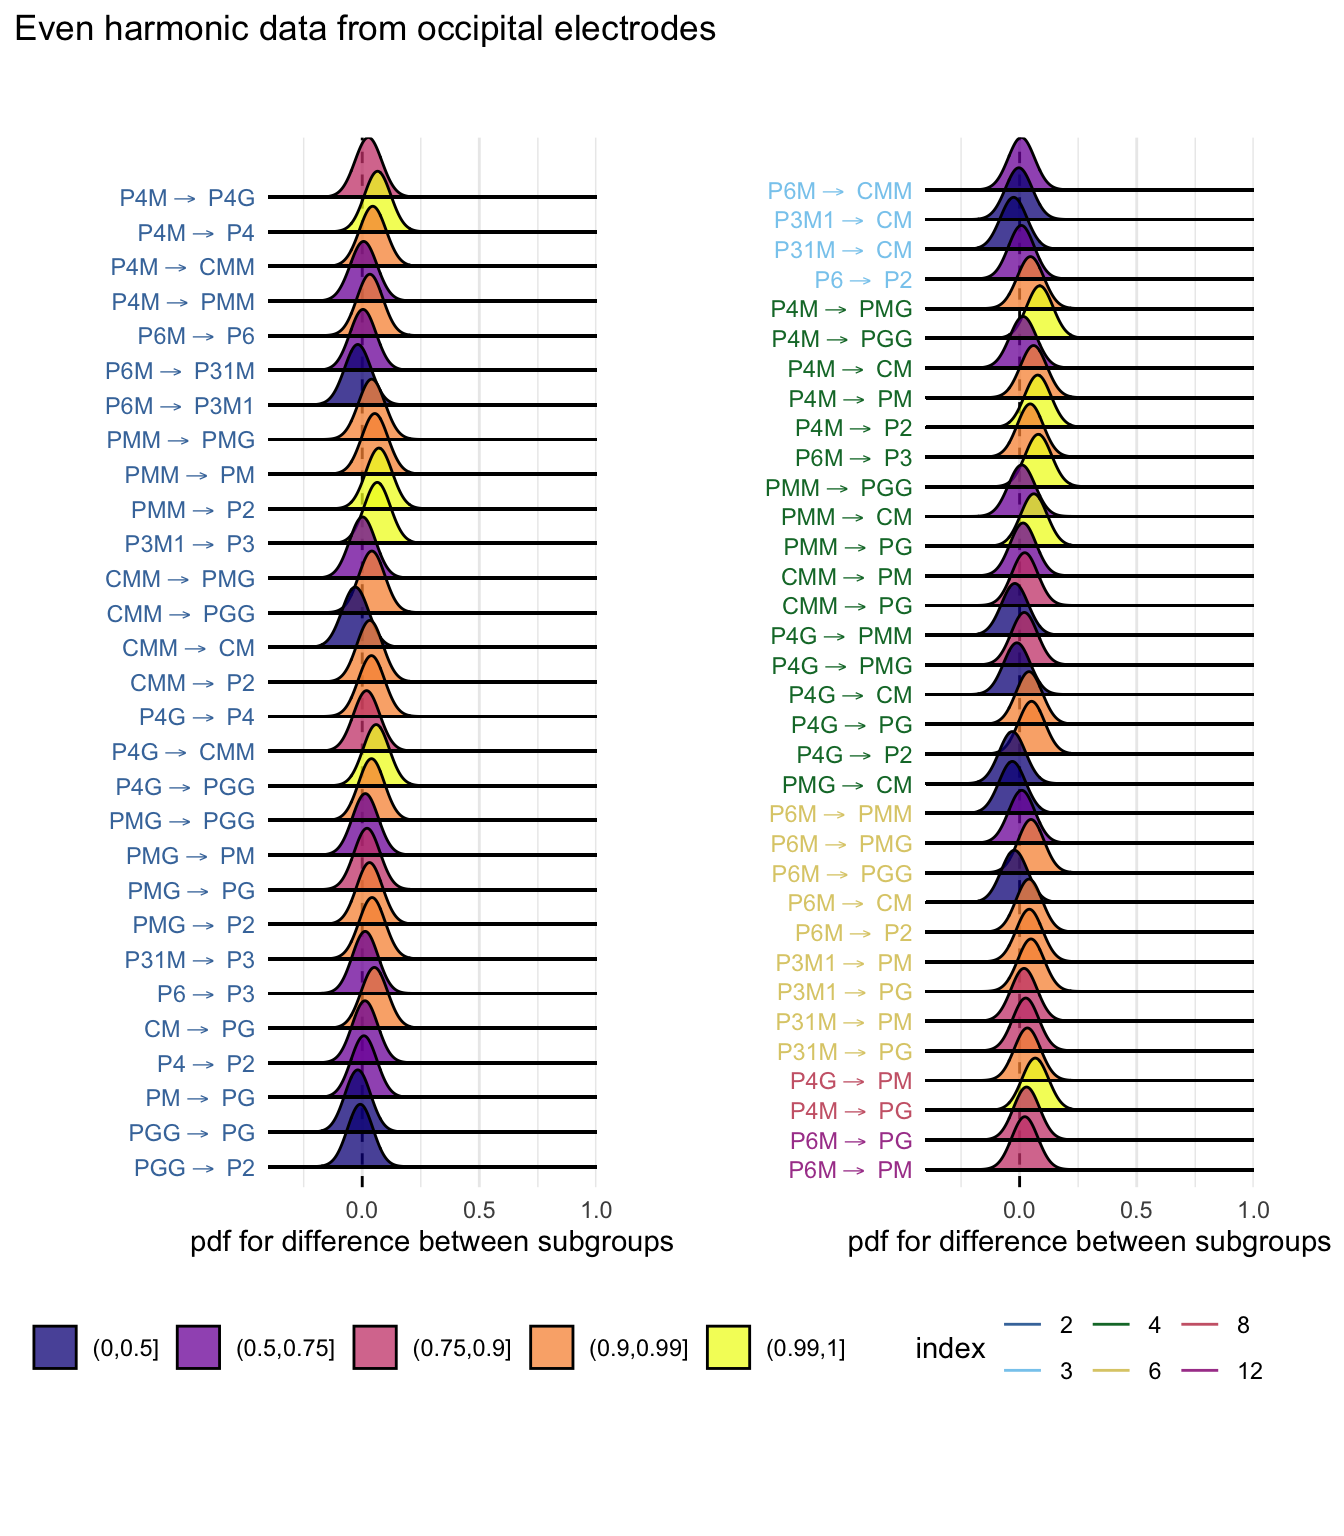 Even harmonic data from occipital electrodes
P4M → P4G
P4M → P4
P4M → CMM
P4M → PMM
P6M → P6
P6M → P31M
P6M → P3M1
PMM → PMG
PMM → PM
PMM → P2
P3M1 → P3
CMM → PMG
CMM → PGG
CMM → CM
CMM → P2
P4G → P4
P4G → CMM
P4G → PGG
PMG → PGG
PMG → PM
PMG → PG
PMG → P2
P31M → P3
P6 → P3
CM → PG
P4 → P2
PM → PG
PGG → PG
PGG → P2
0.0 0.5 1.0
pdf for difference between subgroups
P6M → CMM
P3M1 → CM
P31M → CM
P6 → P2
P4M → PMG
P4M → PGG
P4M → CM
P4M → PM
P4M → P2
P6M → P3
PMM → PGG
PMM → CM
PMM → PG
CMM → PM
CMM → PG
P4G → PMM
P4G → PMG
P4G → CM
P4G → PG
P4G → P2
PMG → CM
P6M → PMM
P6M → PMG
P6M → PGG
P6M → CM
P6M → P2
P3M1 → PM
P3M1 → PG
P31M → PM
P31M → PG
P4G → PM
P4M → PG
P6M → PG
P6M → PM
0.0 0.5 1.0
pdf for difference between subgroups
(0,0.5] (0.5,0.75] (0.75,0.9] (0.9,0.99] (0.99,1]
index
2 4 8
3 6 12